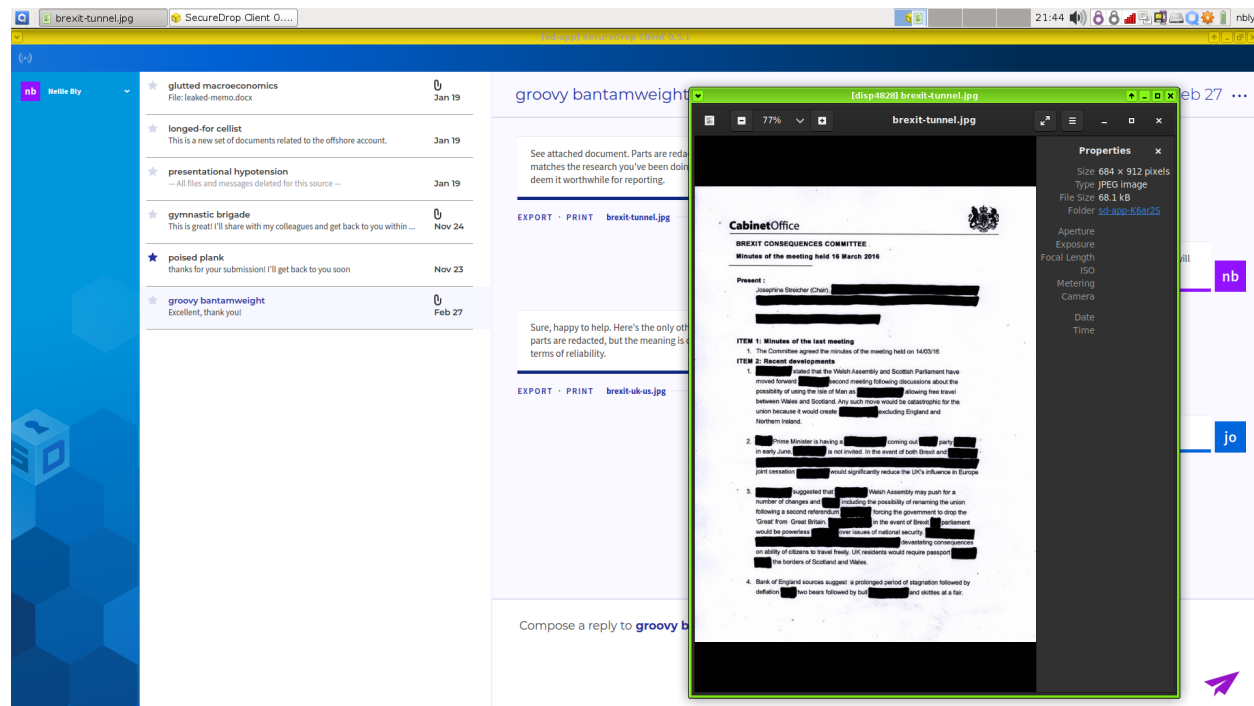 brexit-tunnel.jpg
SecureDrop Client 0....
21:44
nbly
[sd-app] SecureDrop Client 0.9.1
nb Nellie Bly
glutted macroeconomics
File: leaked-memo.docx
Jan 19
longed-for cellist
This is a new set of documents related to the offshore account.
Jan 19
presentational hypotension
— All files and messages deleted for this source —
Jan 19
gymnastic brigade
This is great! I'll share with my colleagues and get back to you within ...
Nov 24
poised plank
thanks for your submission! I'll get back to you soon
Nov 23
groovy bantamweight
Excellent, thank you!
Feb 27
groovy bantamweight
eb 27 ...
See attached document. Parts are reda
matches the research you've been doin
deem it worthwhile for reporting.
EXPORT · PRINT brexit-tunnel.jpg
will
nb
Sure, happy to help. Here's the only oth
parts are redacted, but the meaning is c
terms of reliability.
EXPORT · PRINT brexit-uk-us.jpg
jo
SD
Compose a reply to groovy b
[disp4828] brexit-tunnel.jpg
77%
brexit-tunnel.jpg
Properties
Size 684 × 912 pixels
Type JPEG image
File Size 68.1 kB
Folder sd-app-K6ar2S
Aperture
Exposure
Focal Length
ISO
Metering
Camera
Date
Time
CabinetOffice
BREXIT CONSEQUENCES COMMITTEE
Minutes of the meeting held 16 March 2016
Present :
Josephine Streicher (Chair),
ITEM 1: Minutes of the last meeting
1. The Committee agreed the minutes of the meeting held on 14/03/16
ITEM 2: Recent developments
1. stated that the Welsh Assembly and Scottish Parliament have
moved forward second meeting following discussions about the
possibility of using the Isle of Man as allowing free travel
between Wales and Scotland. Any such move would be catastrophic for the
union because it would create excluding England and
Northern Ireland.
2. Prime Minister is having a coming out party
in early June. is not invited. In the event of both Brexit and
joint cessation would significantly reduce the UK's influence in Europe
3. suggested that Welsh Assembly may push for a
number of changes and including the possibility of renaming the union
following a second referendum forcing the government to drop the
'Great' from Great Britain. in the event of Brexit parliament
would be powerless over issues of national security.
devastating consequences
on ability of citizens to travel freely. UK residents would require passport
the borders of Scotland and Wales.
4. Bank of England sources suggest a prolonged period of stagnation followed by
deflation two bears followed by bull and skittles at a fair.